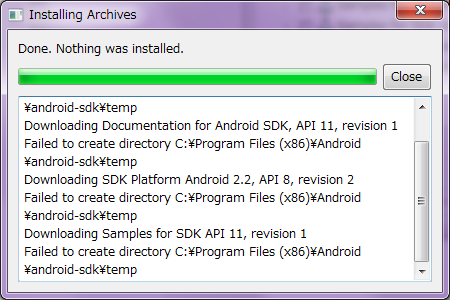 Installing Archives
Done. Nothing was installed.
Close
¥android-sdk¥temp
Downloading Documentation for Android SDK, API 11, revision 1
Failed to create directory C:¥Program Files (x86)¥Android
¥android-sdk¥temp
Downloading SDK Platform Android 2.2, API 8, revision 2
Failed to create directory C:¥Program Files (x86)¥Android
¥android-sdk¥temp
Downloading Samples for SDK API 11, revision 1
Failed to create directory C:¥Program Files (x86)¥Android
¥android-sdk¥temp